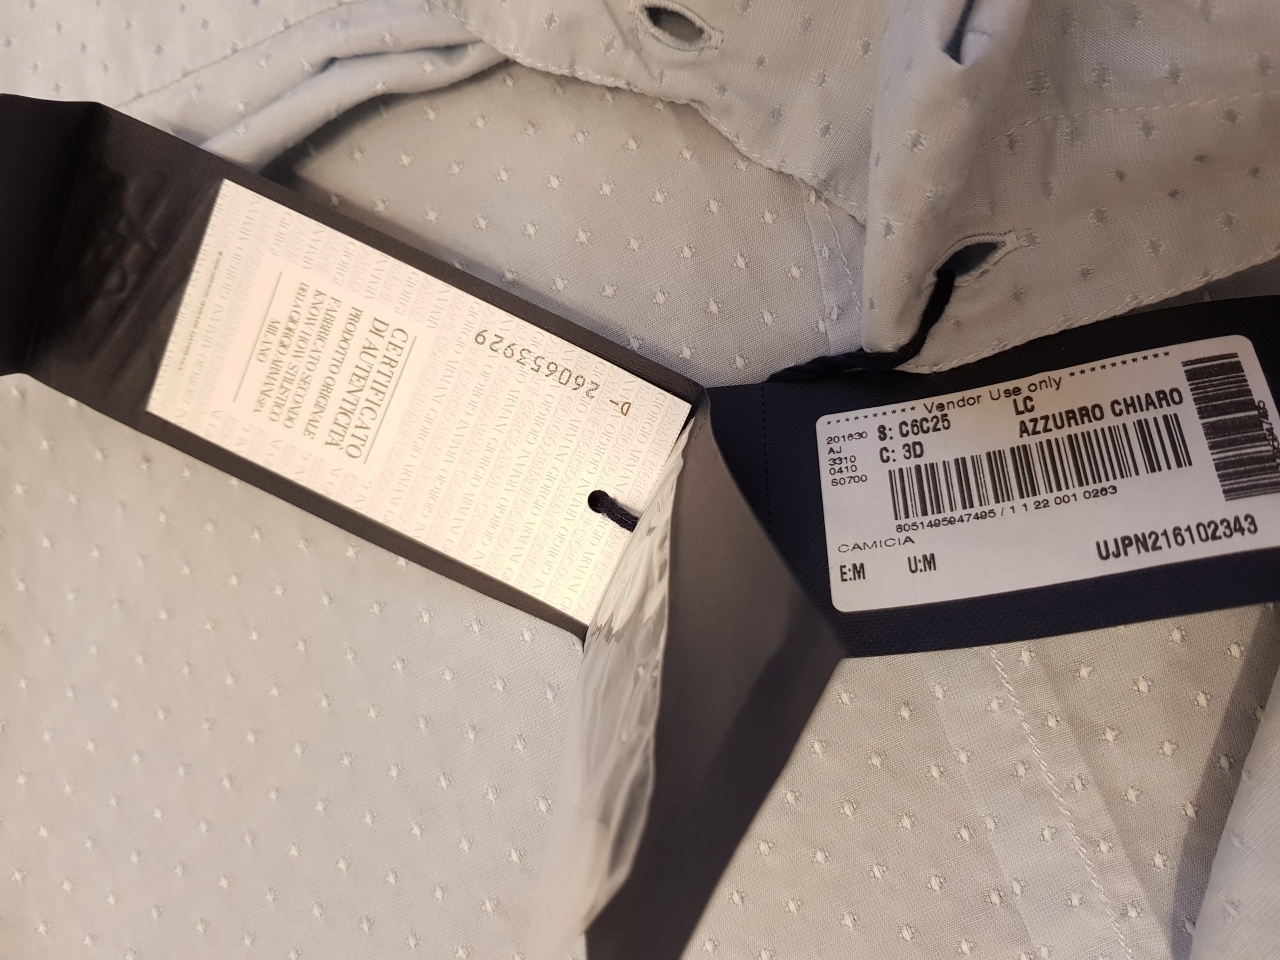 CERTIFICATO
DI AUTENTICITÀ
PRODOTTO ORIGINALE
FABBRICATO SECONDO
KNOW HOW STILISTICO
DELLA GIORGIO ARMANI SPA
MILANO
260653929
********* Vendor Use only **********
201630
AJ
3310
0410
S0700
S: C6C25
LC
C: 3D
AZZURRO CHIARO
8051495947495 / 1 1 22 001 0263
CAMICIA
E:M U:M
UJPN216102343